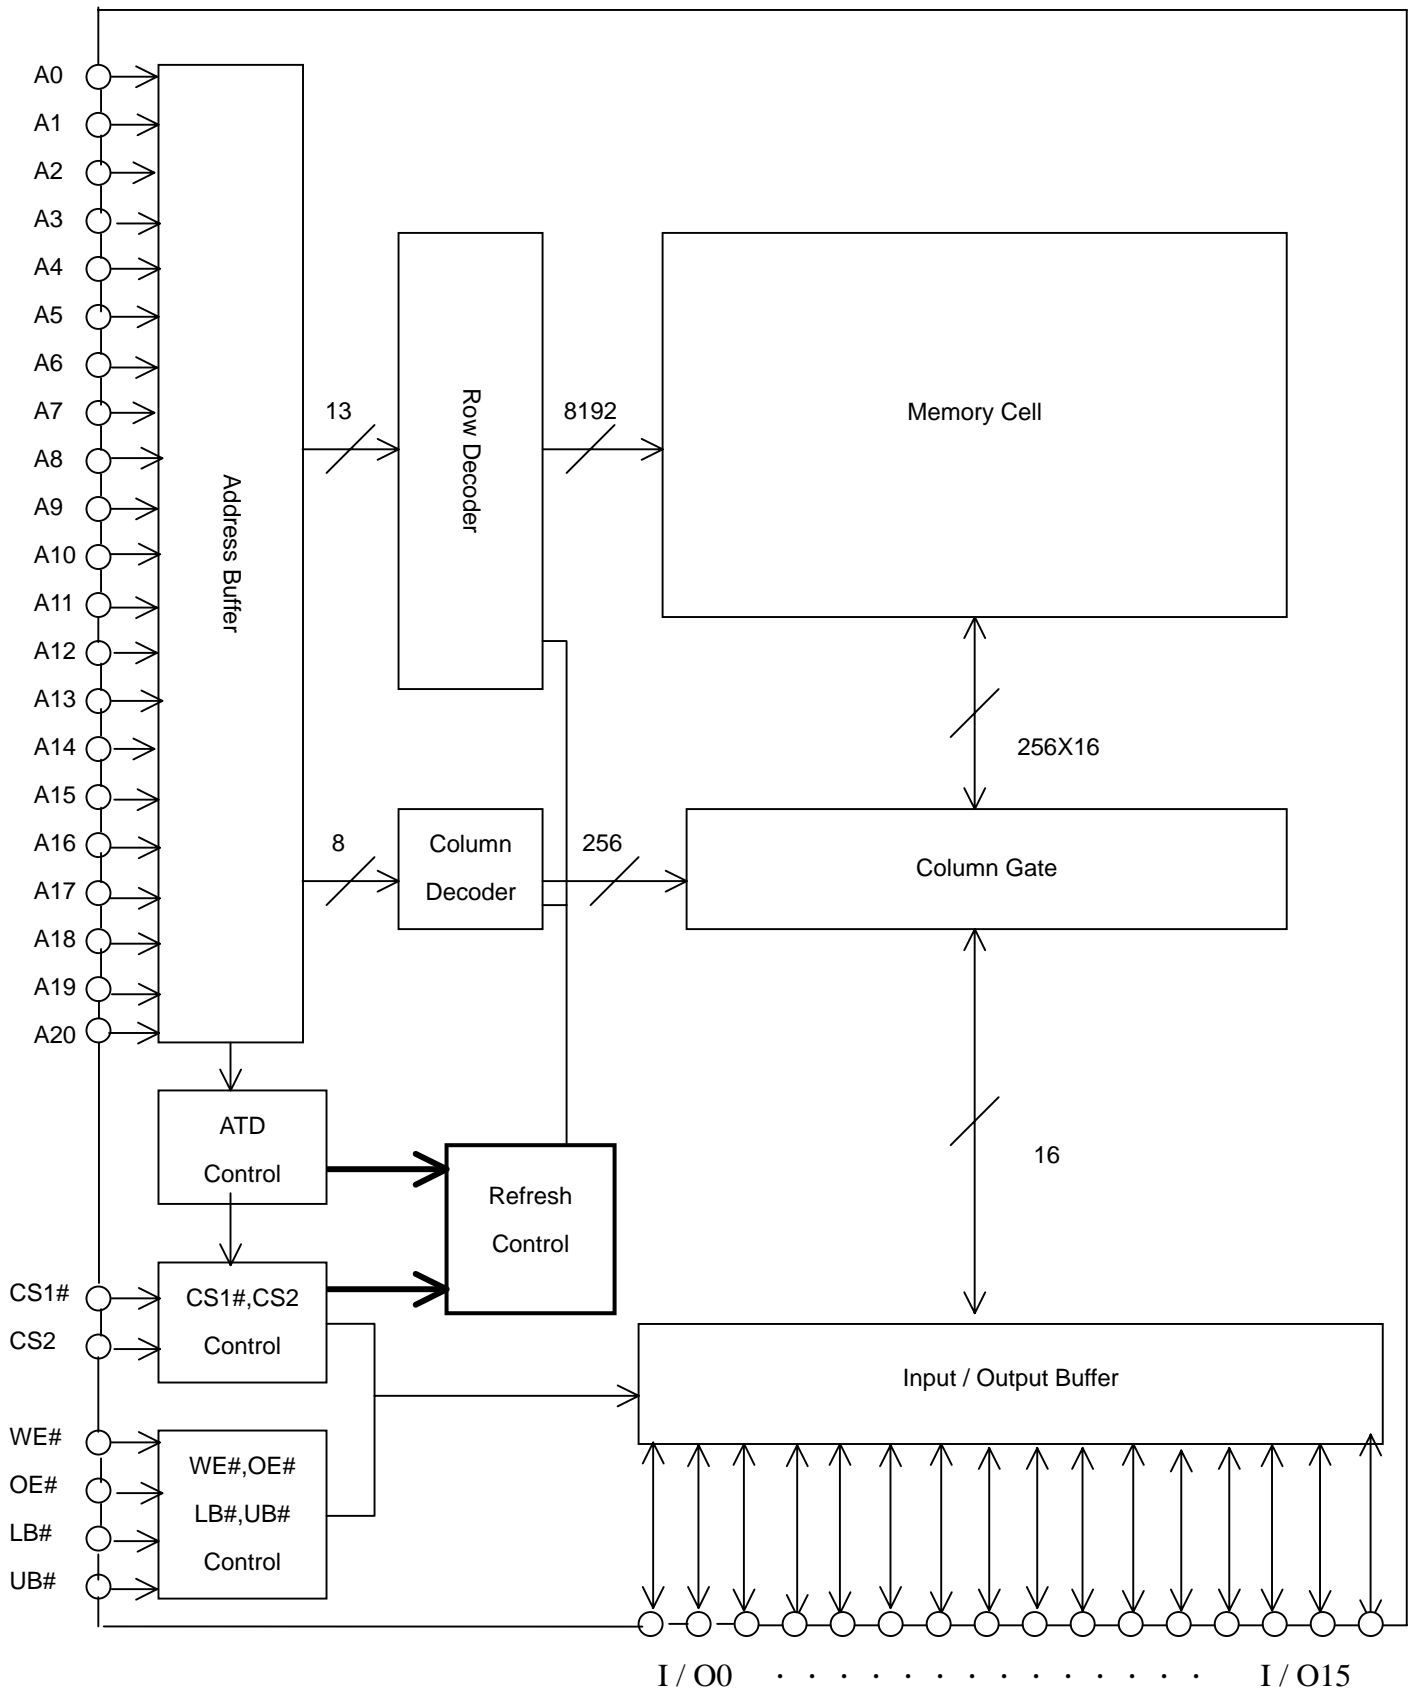 A0
A1
A2
A3
A4
A5
A6
A7
A8
A9
A10
A11
A12
A13
A14
A15
A16
A17
A18
A19
A20
Address Buffer
13
Row Decoder
8192
Memory Cell
256X16
8
Column
Decoder
256
Column Gate
16
ATD
Control
Refresh
Control
CS1#
CS2
CS1#,CS2
Control
WE#
OE#
LB#
UB#
WE#,OE#
LB#,UB#
Control
Input / Output Buffer
I / O0 · · · · · · · · · · · · · · I / O15